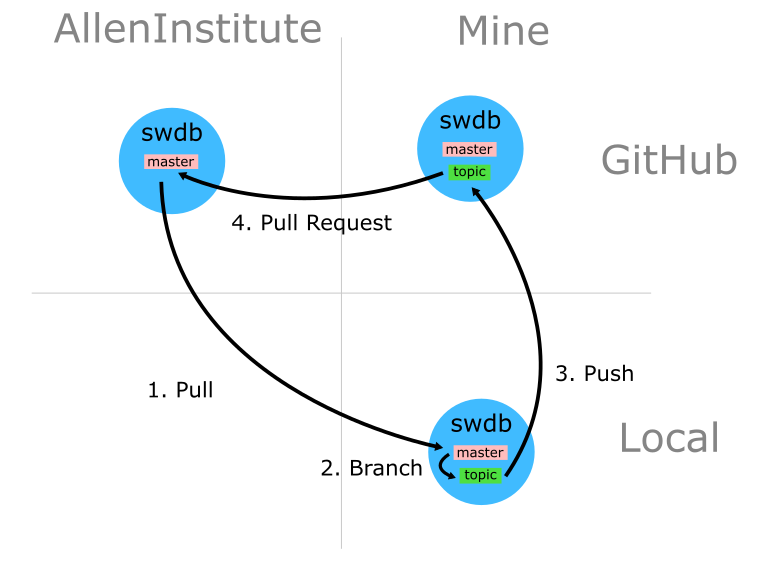 AllenInstitute
Mine
swdb
master
swdb
master
topic
GitHub
4. Pull Request
1. Pull
3. Push
swdb
master
topic
2. Branch
Local